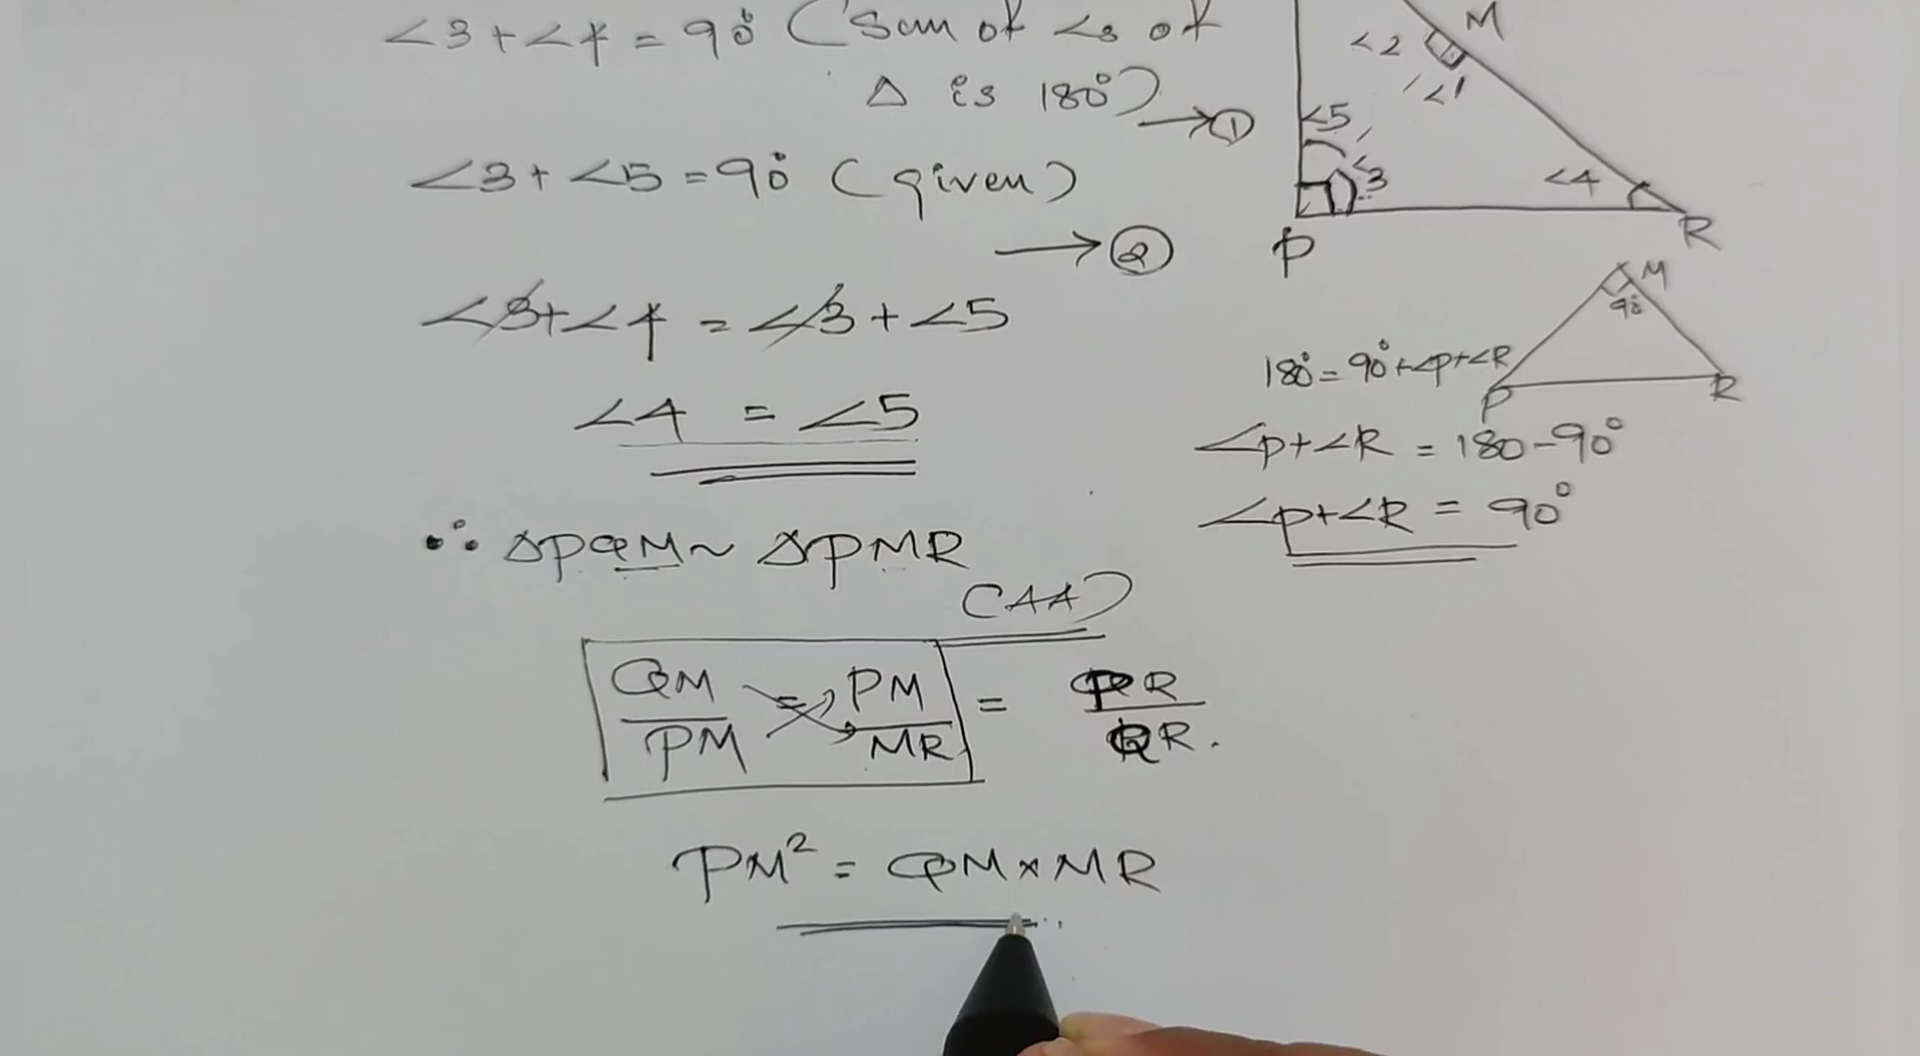 ∠3+∠4 = 90° (Sum of ∠s of
Δ is 180°)
→ ①
∠3+∠5 = 90° (given)
→ ②
∠3+∠4 = ∠3+∠5
∠4 = ∠5
∴ ΔPQM ~ ΔPMR
(AA)
QM/PM = PM/MR = PR/QR.
PM² = QM×MR
M
∠2
∠1
∠5
∠3
∠4
P
R
M
90°
P
R
180° = 90°+∠P+∠R
∠P+∠R = 180-90°
∠P+∠R = 90°